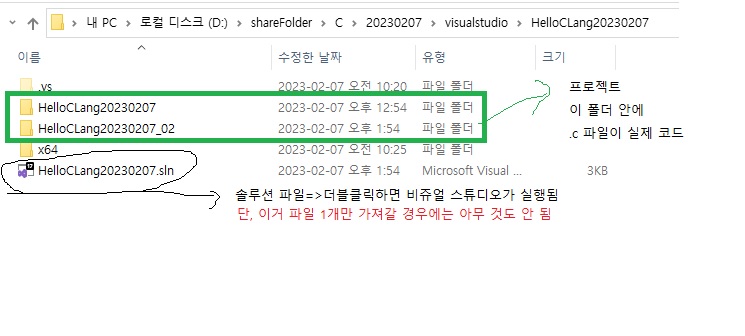 내 PC > 로컬 디스크 (D:) > shareFolder > C > 20230207 > visualstudio > HelloCLang20230207
이름 수정한 날짜 유형 크기
.vs 2023-02-07 오전 10:20 파일 폴더
HelloCLang20230207 2023-02-07 오후 12:54 파일 폴더
HelloCLang20230207_02 2023-02-07 오후 1:54 파일 폴더
x64 2023-02-07 오전 10:25 파일 폴더
HelloCLang20230207.sln 2023-02-07 오후 1:54 Microsoft Visual ... 3KB
프로젝트
이 폴더 안에
.c 파일이 실제 코드
솔루션 파일=>더블클릭하면 비쥬얼 스튜디오가 실행됨
단, 이거 파일 1개만 가져갈 경우에는 아무 것도 안 됨